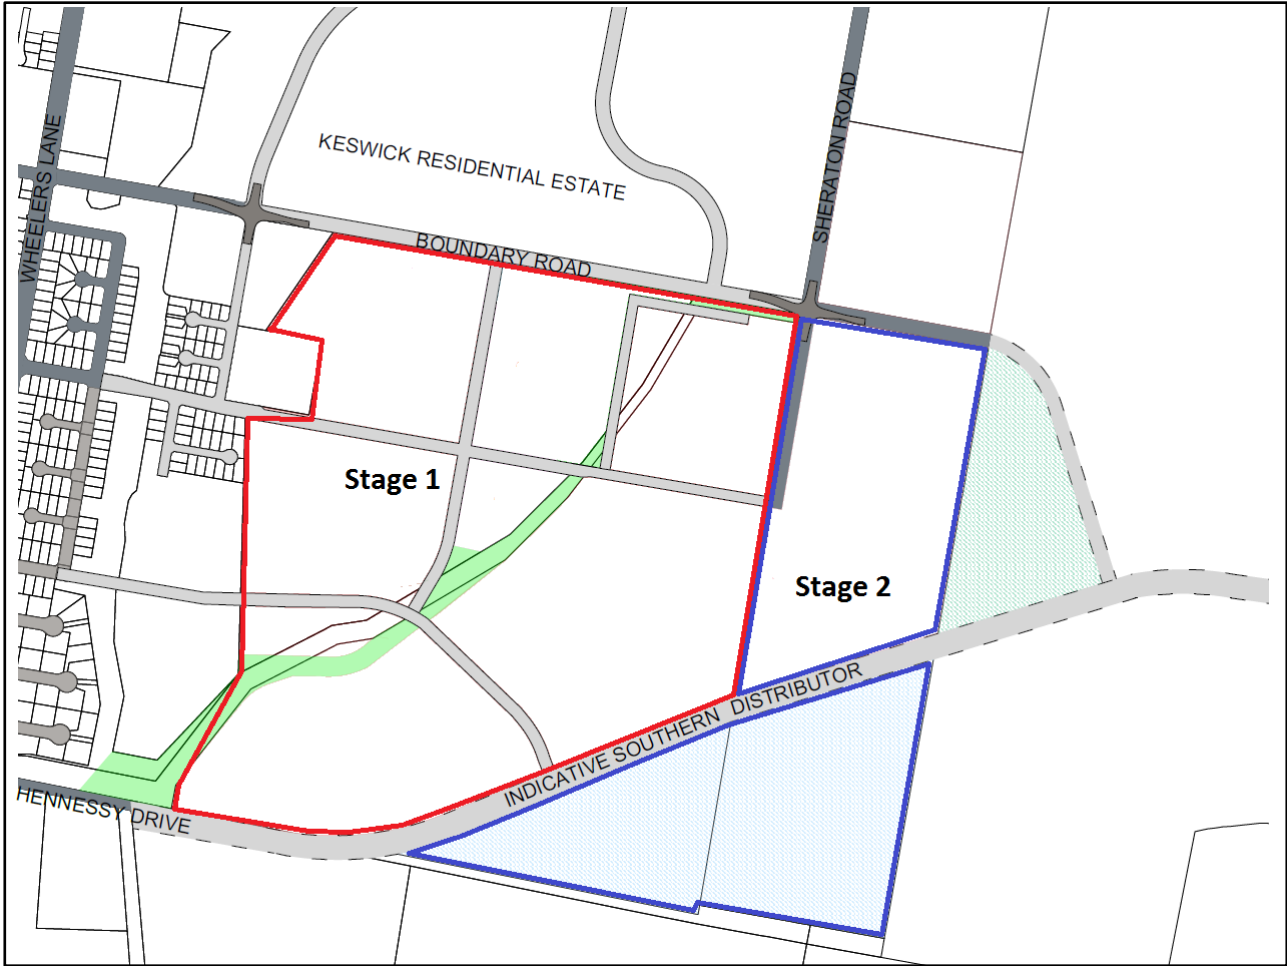 WHEELERS LANE
KESWICK RESIDENTIAL ESTATE
SHERATON ROAD
BOUNDARY ROAD
Stage 1
Stage 2
INDICATIVE SOUTHERN DISTRIBUTOR
HENNESSY DRIVE